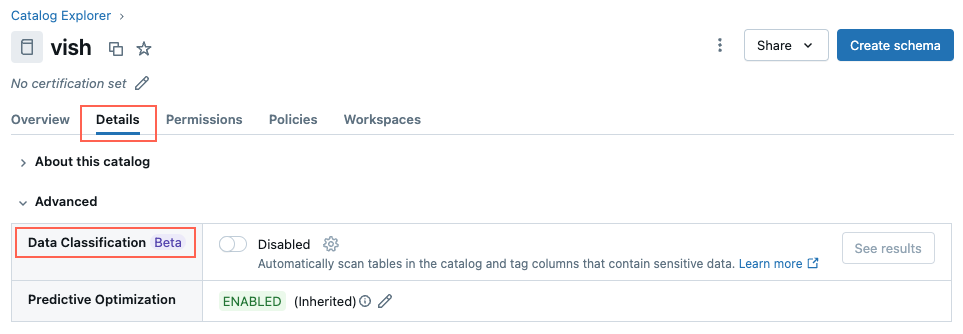 Catalog Explorer
vish
Share
Create schema
No certification set
Overview Details Permissions Policies Workspaces
About this catalog
Advanced
Data Classification Beta
Disabled
See results
Automatically scan tables in the catalog and tag columns that contain sensitive data. Learn more
Predictive Optimization
ENABLED (Inherited)